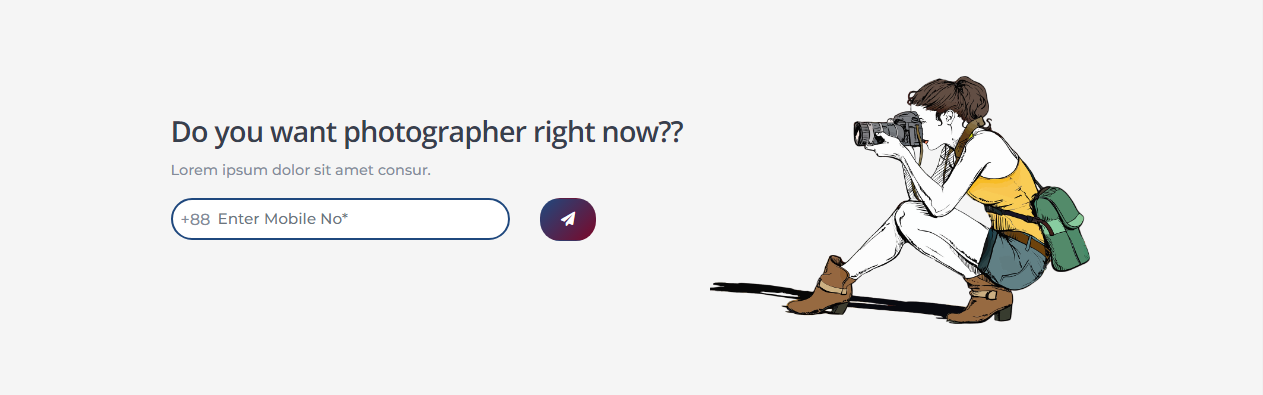 Do you want photographer right now??
Lorem ipsum dolor sit amet consur.
+88 Enter Mobile No*